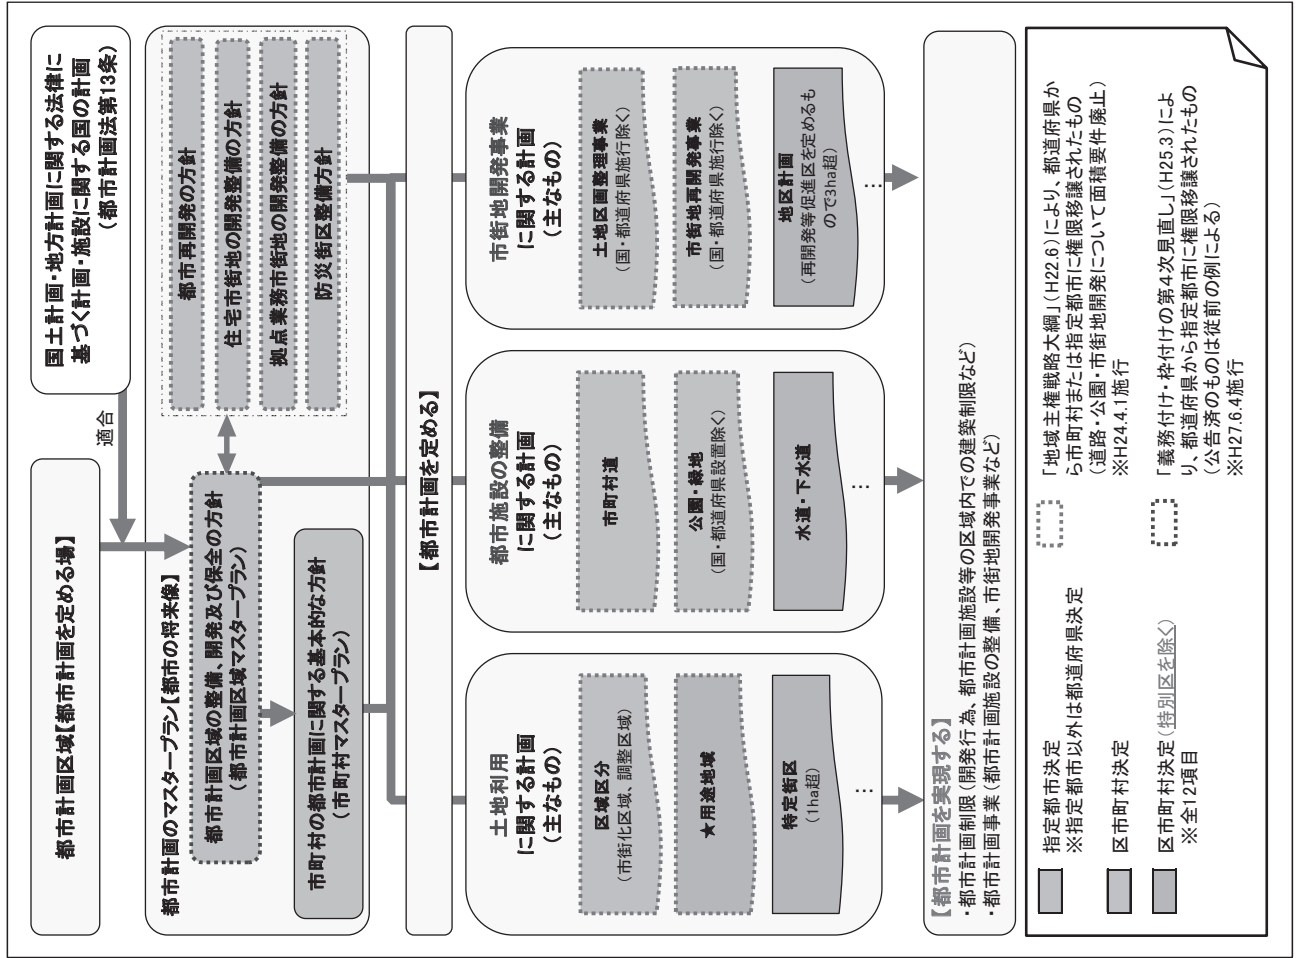 都市計画区域【都市計画を定める場】
適合
国土計画・地方計画に関する法律に
基づく計画・施設に関する国の計画
（都市計画法第13条）
都市計画のマスタープラン【都市の将来像】
都市計画区域の整備、開発及び保全の方針
（都市計画区域マスタープラン）
市町村の都市計画に関する基本的な方針
（市町村マスタープラン）
都市再開発の方針
住宅市街地の開発整備の方針
拠点業務市街地の開発整備の方針
防災街区整備方針
【都市計画を定める】
土地利用
に関する計画
（主なもの）
区域区分
（市街化区域、調整区域）
★用途地域
特定街区
（1ha超）
…
都市施設の整備
に関する計画
（主なもの）
市町村道
公園・緑地
（国・都道府県設置除く）
水道・下水道
…
市街地開発事業
に関する計画
（主なもの）
土地区画整理事業
（国・都道府県施行除く）
市街地再開発事業
（国・都道府県施行除く）
地区計画
（再開発等促進区を定めるも
ので3ha超）
…
【都市計画を実現する】
・都市計画制限（開発行為、都市計画施設等の区域内での建築制限など）
・都市計画事業（都市計画施設の整備、市街地開発事業など）
指定都市決定
※指定都市以外は都道府県決定
区市町村決定
区市町村決定（特別区を除く）
※全12項目
「地域主権戦略大綱」（H22.6）により、都道府県か
ら市町村または指定都市に権限移譲されたもの
（道路・公園・市街地開発について面積要件廃止）
※H24.4.1施行
「義務付け・枠付けの第4次見直し」（H25.3）によ
り、都道府県から指定都市に権限移譲されたもの
（公告済のものは従前の例による）
※H27.6.4施行